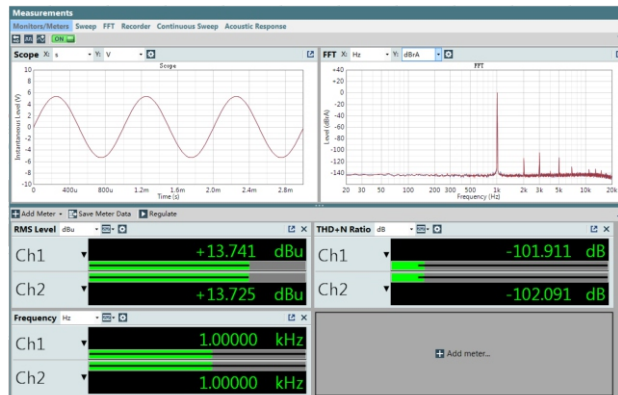 Measurements
Monitors/Meters Sweep FFT Recorder Continuous Sweep Acoustic Response
ON
Scope X: s Y: V
Scope
Instantaneous Level (V)
10
8
6
4
2
0
-2
-4
-6
-8
-10
0 400u 800u 1.2m 1.6m 2.0m 2.4m 2.8m
Time (s)
FFT X: Hz Y: dBrA
FFT
Level (dBrA)
+40
+20
0
-20
-40
-60
-80
-100
-120
-140
20 30 50 100 200 300 500 1k 2k 3k 5k 10k 20k
Frequency (Hz)
Add Meter Save Meter Data Regulate
RMS Level dBu
Ch1 +13.741 dBu
Ch2 +13.725 dBu
THD+N Ratio dB
Ch1 -101.911 dB
Ch2 -102.091 dB
Frequency Hz
Ch1 1.00000 kHz
Ch2 1.00000 kHz
Add meter...